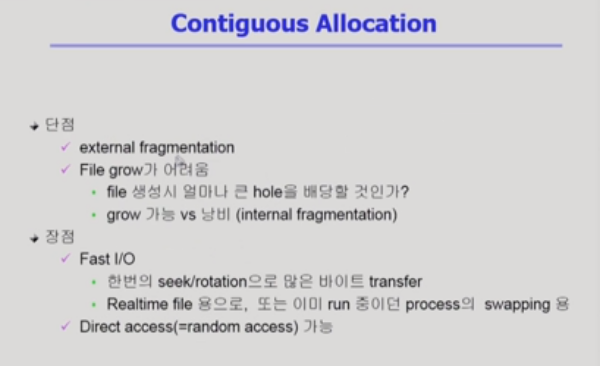 Contiguous Allocation
단점
external fragmentation
File grow가 어려움
file 생성시 얼마나 큰 hole을 배당할 것인가?
grow 가능 vs 낭비 (internal fragmentation)
장점
Fast I/O
한번의 seek/rotation으로 많은 바이트 transfer
Realtime file 용으로, 또는 이미 run 중이던 process의 swapping 용
Direct access(=random access) 가능